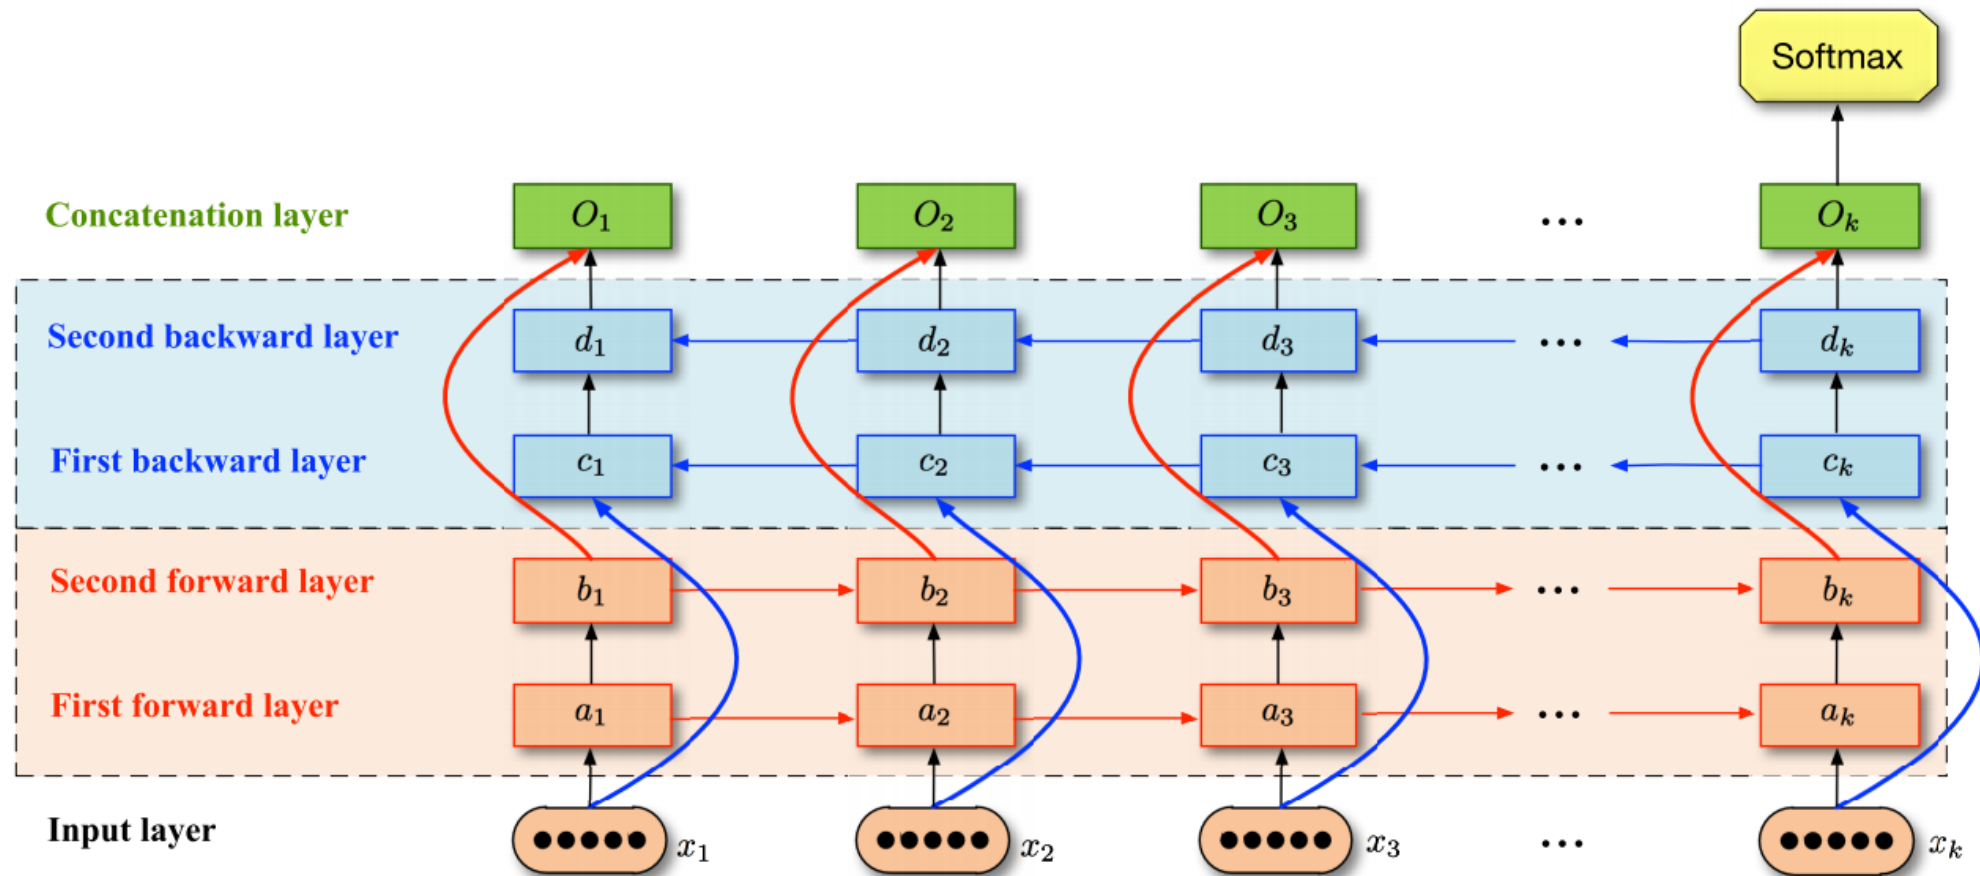 Softmax
Concatenation layer O₁ O₂ O₃ ... Oₖ
Second backward layer d₁ d₂ d₃ ... dₖ
First backward layer c₁ c₂ c₃ ... cₖ
Second forward layer b₁ b₂ b₃ ... bₖ
First forward layer a₁ a₂ a₃ ... aₖ
Input layer x₁ x₂ x₃ ... xₖ